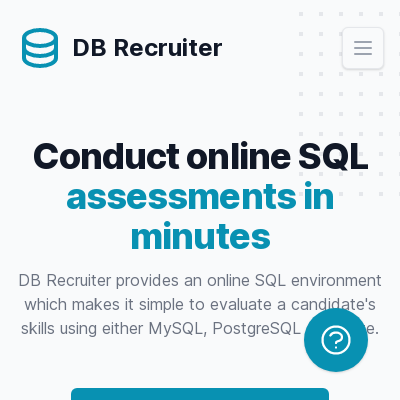 DB Recruiter
Conduct online SQL
assessments in
minutes
DB Recruiter provides an online SQL environment
which makes it simple to evaluate a candidate's
skills using either MySQL, PostgreSQL